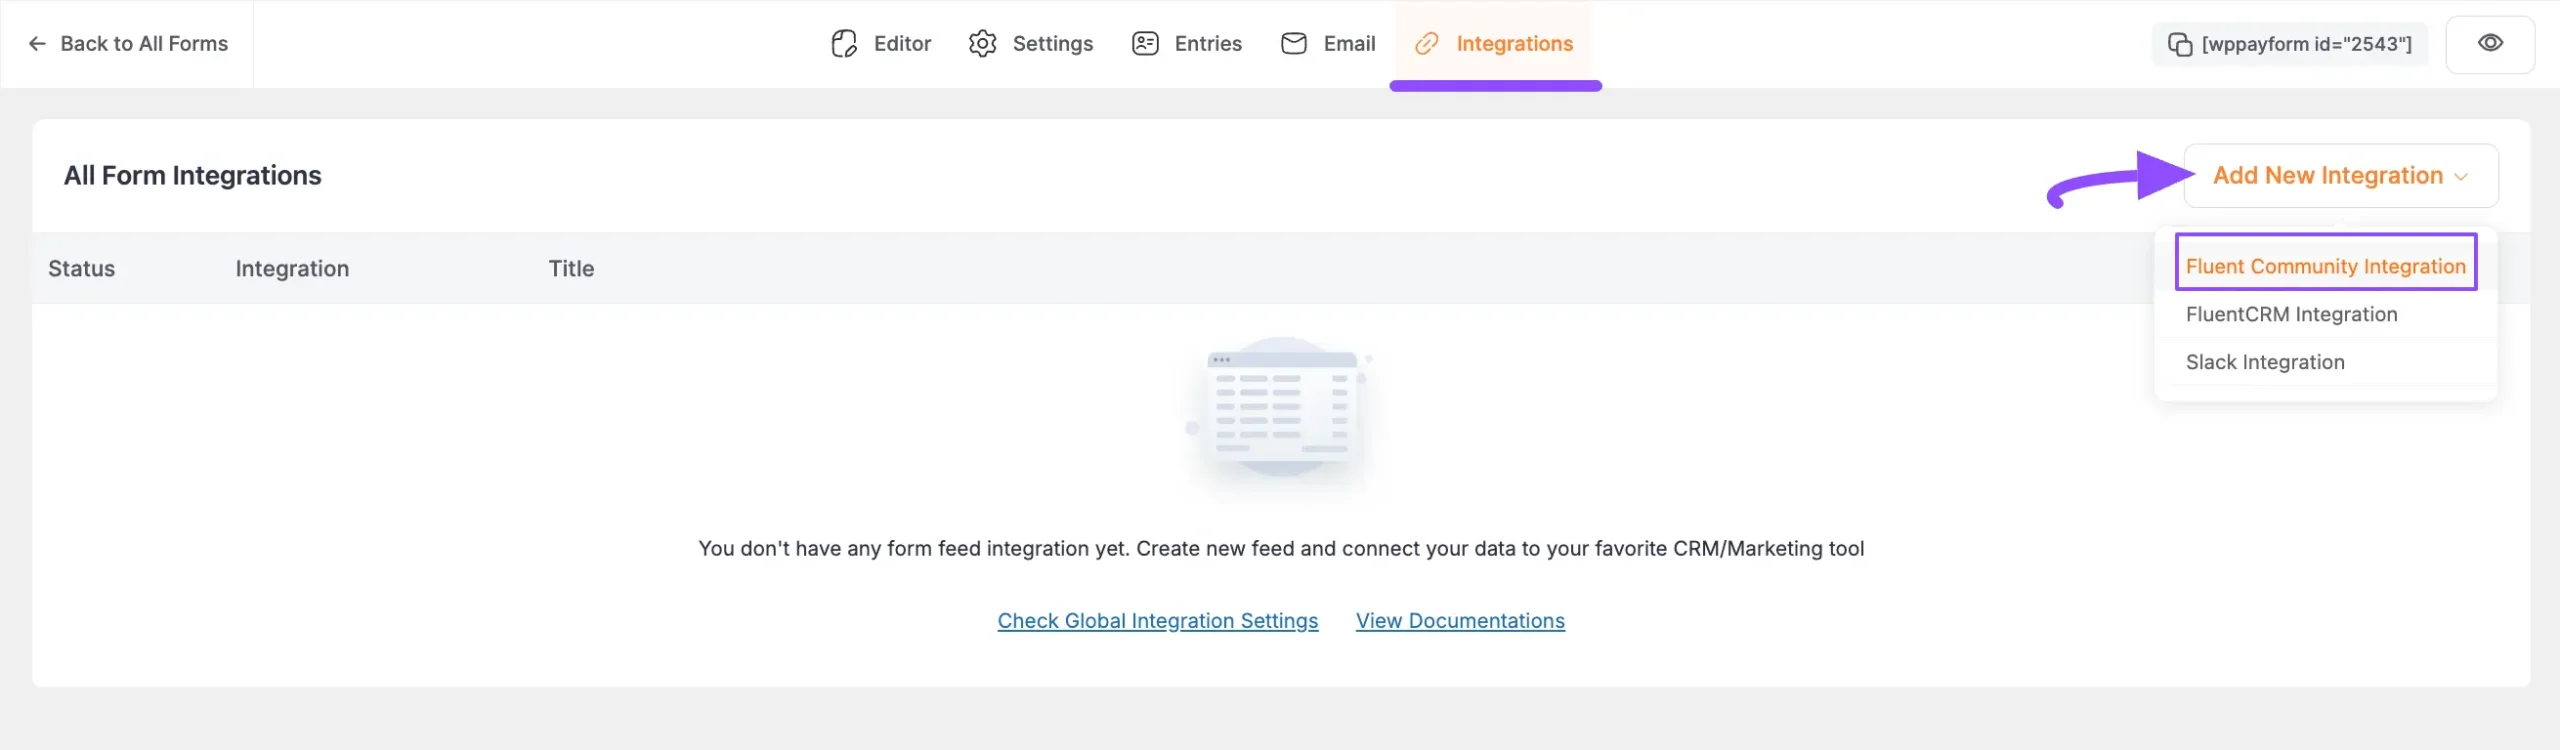 Back to All Forms
Editor
Settings
Entries
Email
Integrations
[wppayform id="2543"]
All Form Integrations
Add New Integration
Status
Integration
Title
Fluent Community Integration
FluentCRM Integration
Slack Integration
You don't have any form feed integration yet. Create new feed and connect your data to your favorite CRM/Marketing tool
Check Global Integration Settings
View Documentations